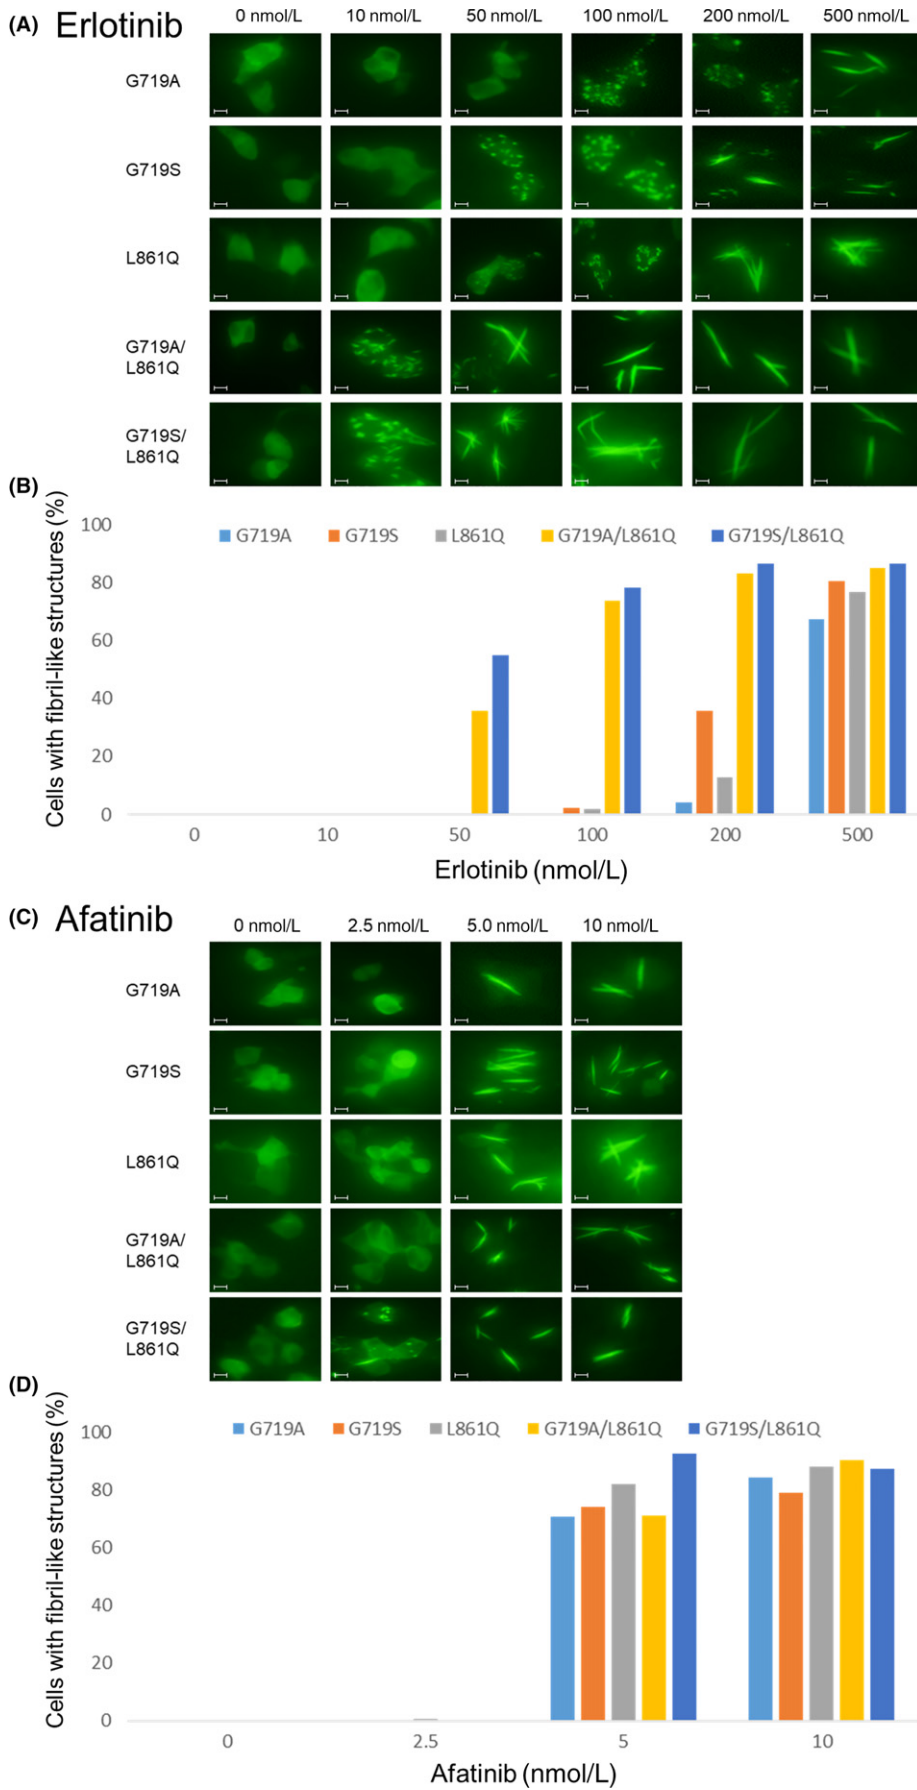 (A) Erlotinib
0 nmol/L 10 nmol/L 50 nmol/L 100 nmol/L 200 nmol/L 500 nmol/L
G719A
G719S
L861Q
G719A/
L861Q
G719S/
L861Q
(B)
Cells with fibril-like structures (%)
100
80
60
40
20
0
G719A G719S L861Q G719A/L861Q G719S/L861Q
0 10 50 100 200 500
Erlotinib (nmol/L)
(C) Afatinib
0 nmol/L 2.5 nmol/L 5.0 nmol/L 10 nmol/L
G719A
G719S
L861Q
G719A/
L861Q
G719S/
L861Q
(D)
Cells with fibril-like structures (%)
100
80
60
40
20
0
G719A G719S L861Q G719A/L861Q G719S/L861Q
0 2.5 5 10
Afatinib (nmol/L)